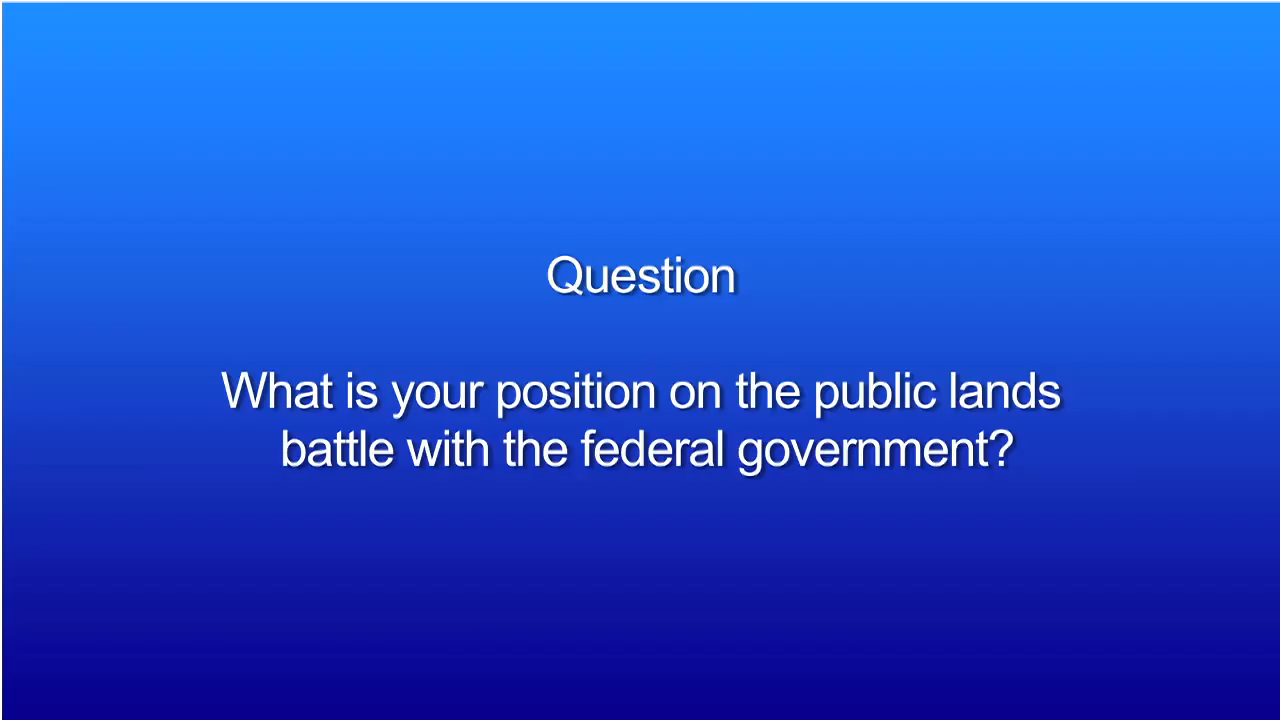 Question
What is your position on the public lands
battle with the federal government?